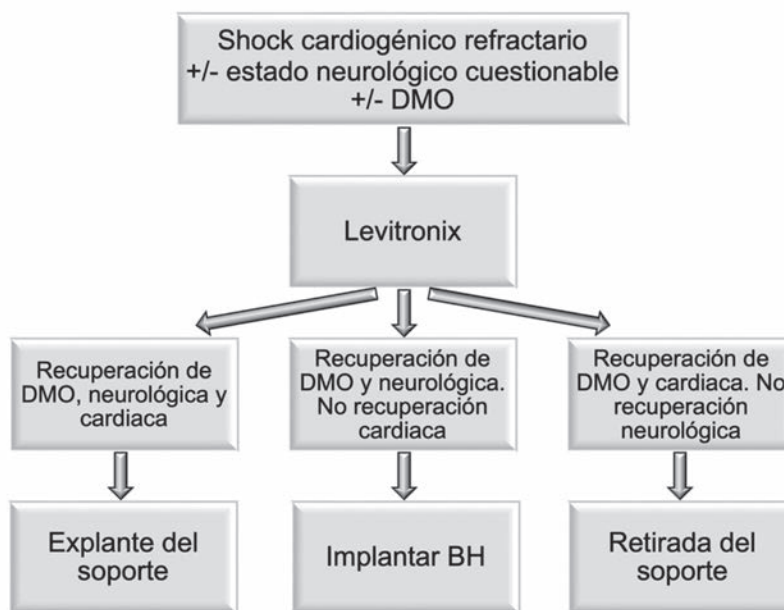 Shock cardiogénico refractario
+/- estado neurológico cuestionable
+/- DMO
Levitronix
Recuperación de
DMO, neurológica y
cardiaca
Recuperación de
DMO y neurológica.
No recuperación
cardiaca
Recuperación de
DMO y cardiaca. No
recuperación
neurológica
Explante del
soporte
Implantar BH
Retirada del
soporte